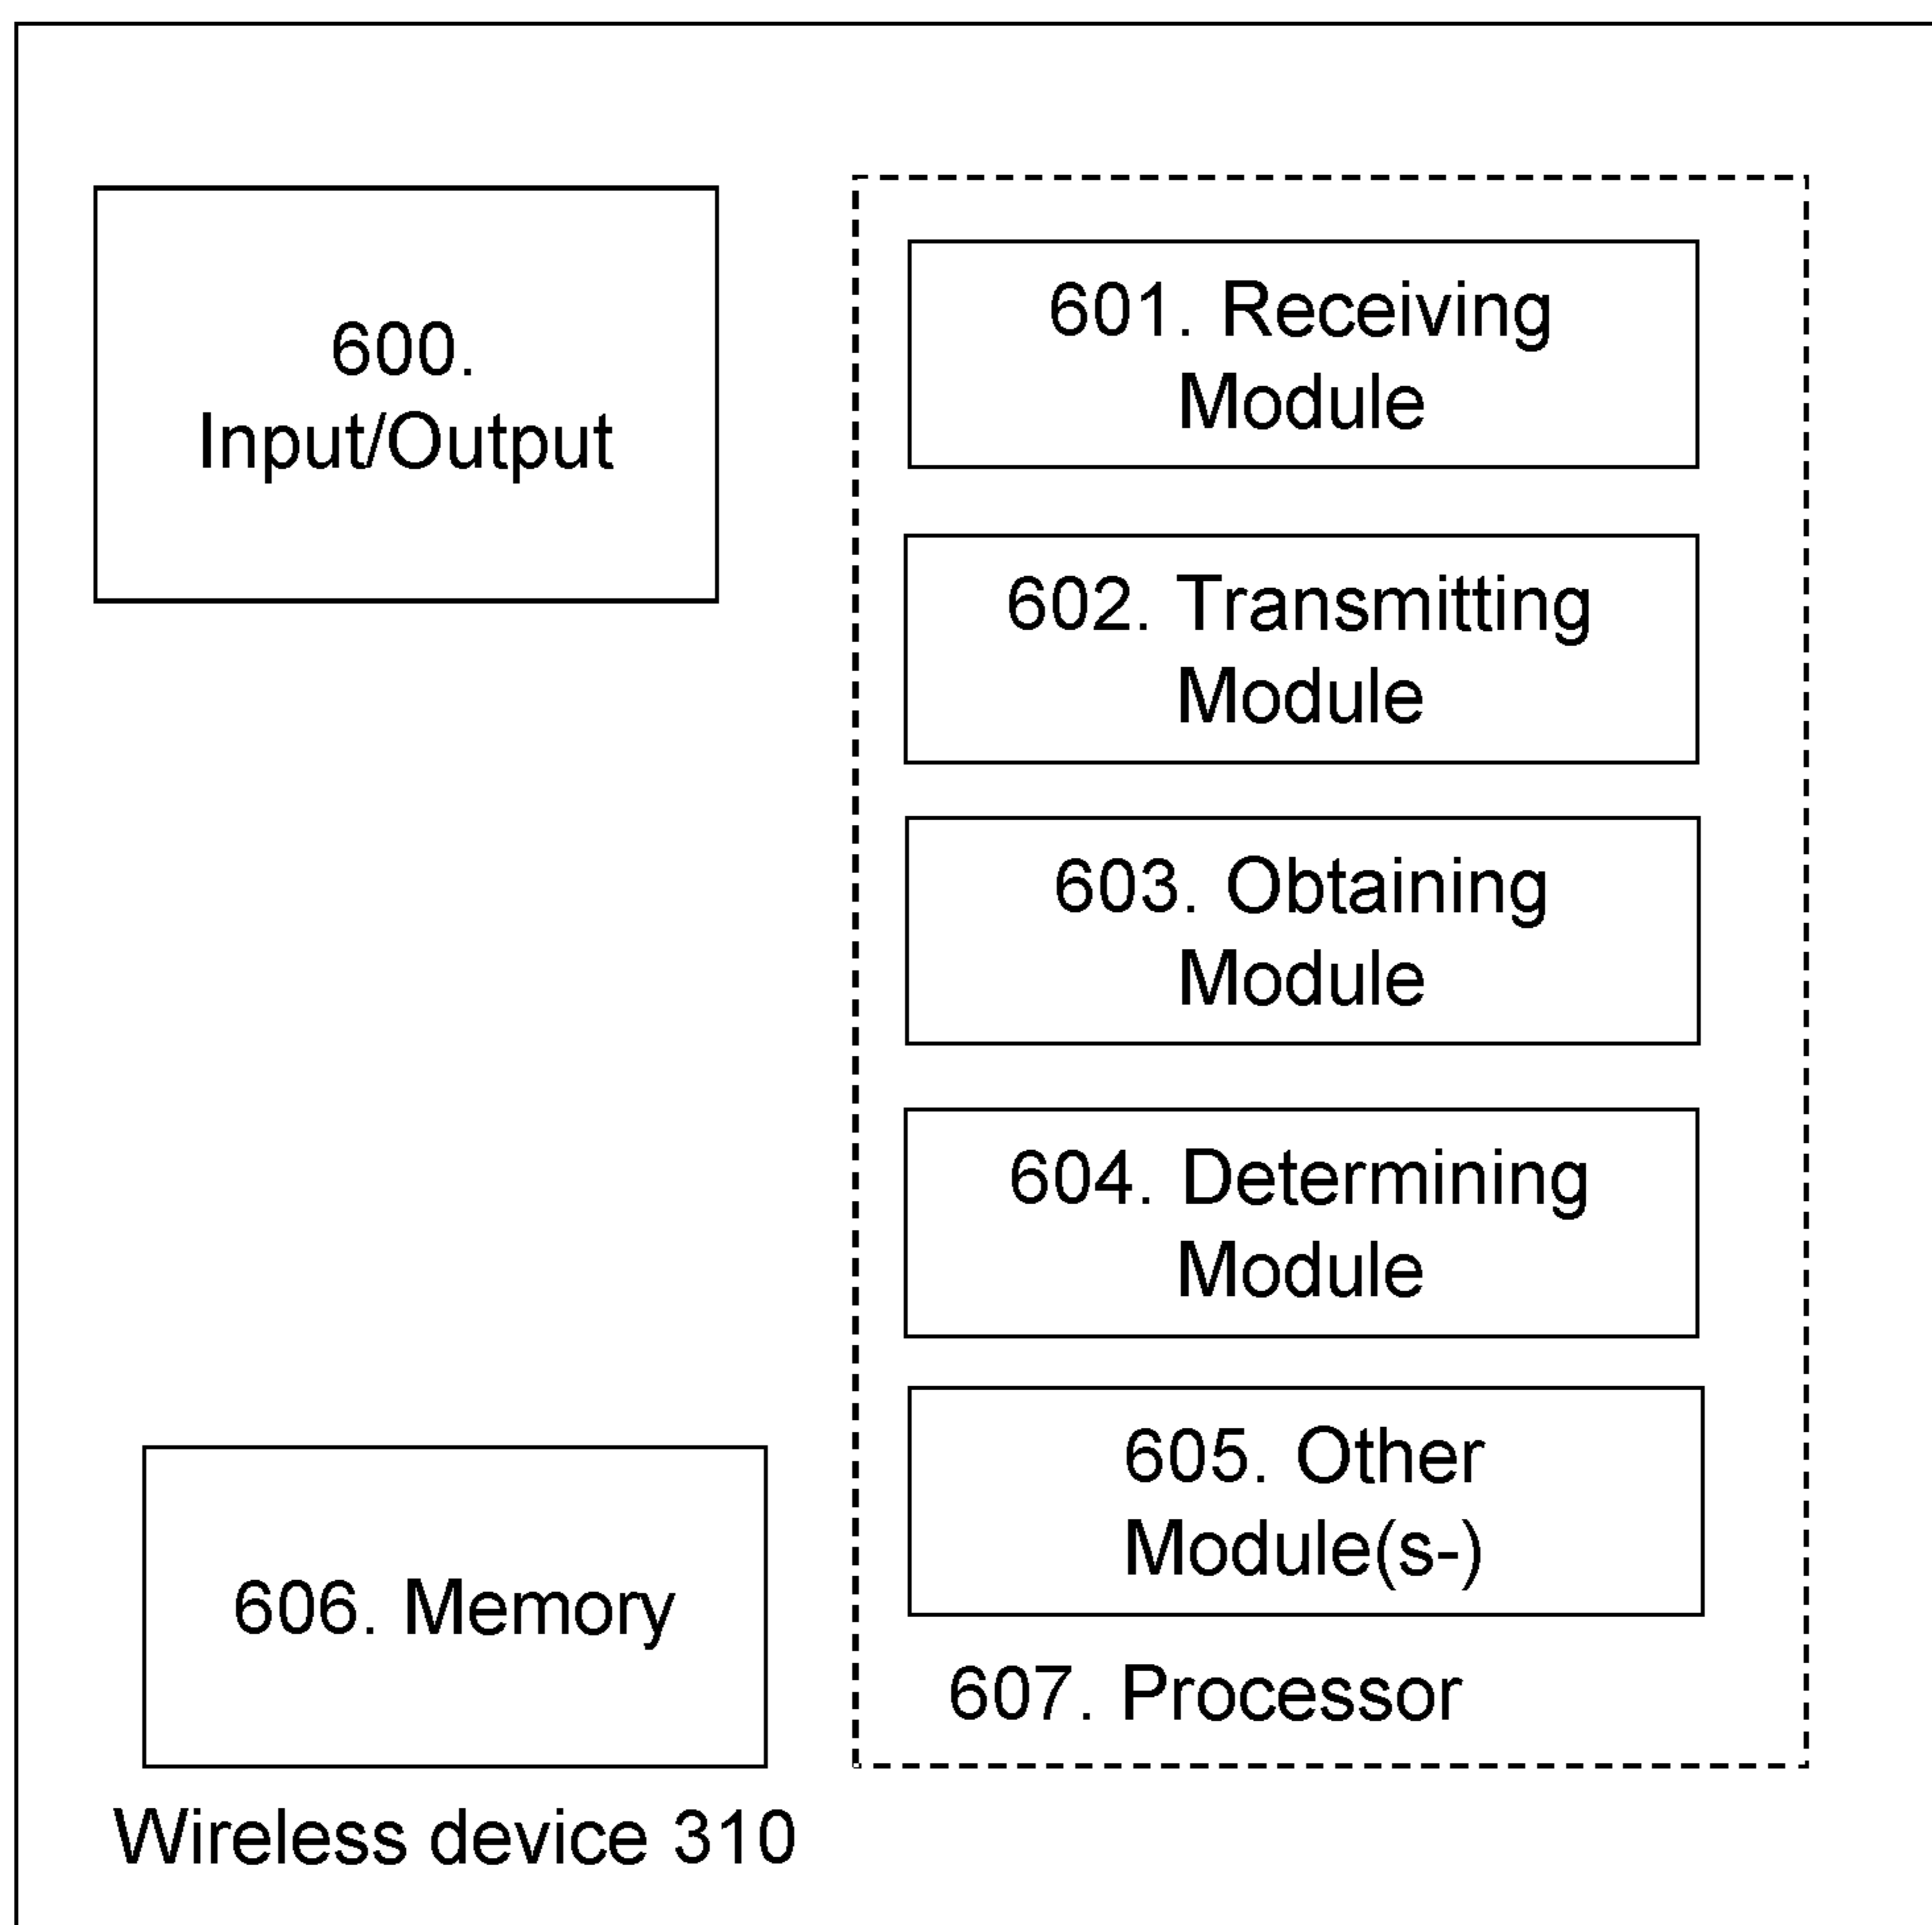 600.
Input/Output
601. Receiving
Module
602. Transmitting
Module
603. Obtaining
Module
604. Determining
Module
605. Other
Module(s-)
606. Memory
607. Processor
Wireless device 310